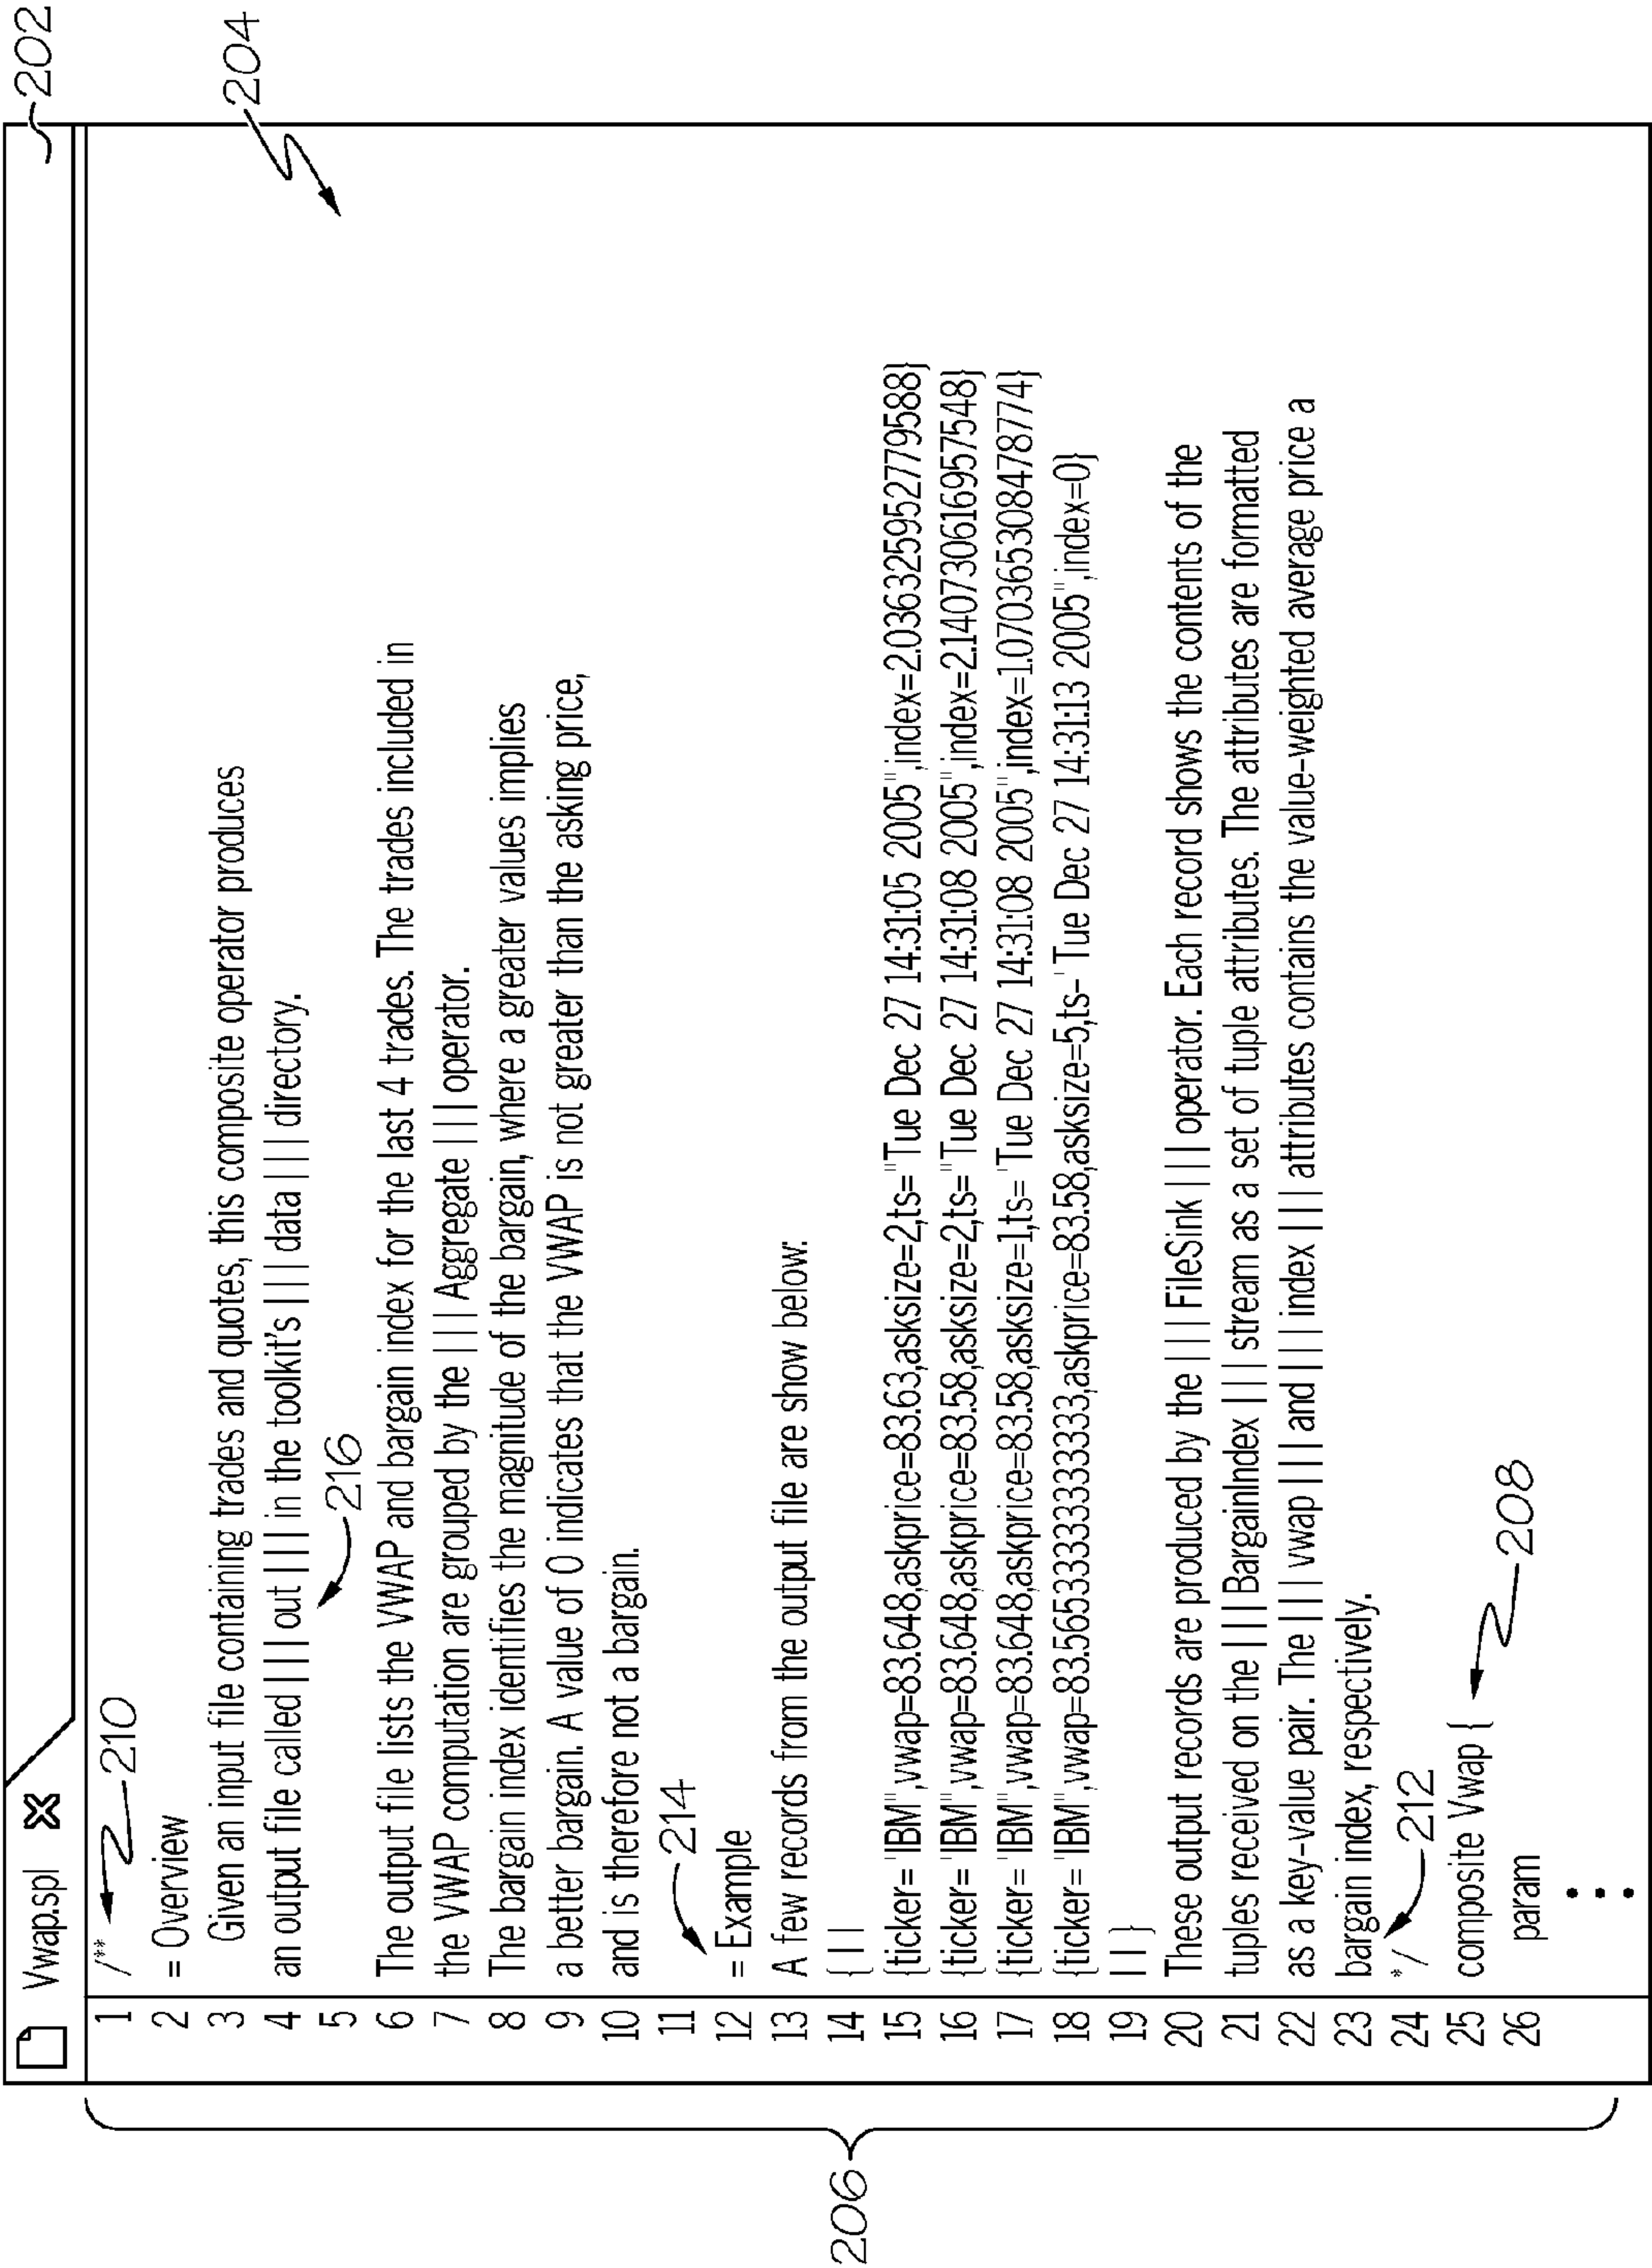 Vwap.spl X
202
204
206
1 /** 210
2 = Overview
3 Given an input file containing trades and quotes, this composite operator produces
4 an output file called ||| out ||| in the toolkit's ||| data ||| directory.
5 216
6 The output file lists the VWAP and bargain index for the last 4 trades. The trades included in
7 the VWAP computation are grouped by the ||| Aggregate ||| operator.
8 The bargain index identifies the magnitude of the bargain, where a greater values implies
9 a better bargain. A value of 0 indicates that the VWAP is not greater than the asking price,
10 and is therefore not a bargain.
11 214
12 = Example
13 A few records from the output file are show below:
14 {||
15 {ticker="IBM",vwap=83.648,askprice=83.63,asksize=2,ts="Tue Dec 27 14:31:05 2005",index=2.03632595277 9588}
16 {ticker="IBM",vwap=83.648,askprice=83.58,asksize=2,ts="Tue Dec 27 14:31:08 2005",index=2.14073061695 7548}
17 {ticker="IBM",vwap=83.648,askprice=83.58,asksize=1,ts="Tue Dec 27 14:31:08 2005",index=1.070365308478774}
18 {ticker="IBM",vwap=83.5653333333333,askprice=83.58,asksize=5,ts-"Tue Dec 27 14:31:13 2005",index=0}
19 ||}
20 These output records are produced by the ||| FileSink ||| operator. Each record shows the contents of the
21 tuples received on the |||BargainIndex ||| stream as a set of tuple attributes. The attributes are formatted
22 as a key-value pair. The ||| vwap ||| and ||| index ||| attributes contains the value-weighted average price a
23 bargain index, respectively.
24 */ 212
25 composite Vwap { 208
26 param